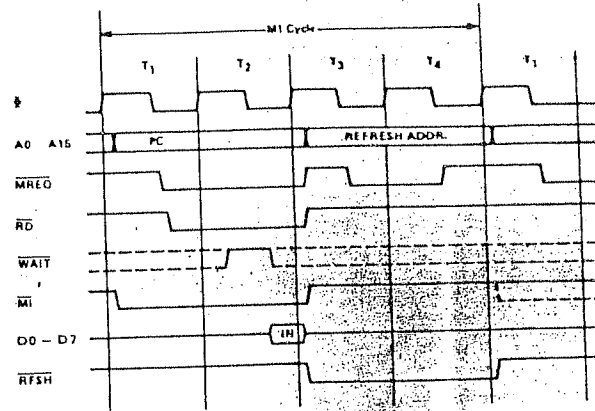 M1 Cycle
T1 T2 T3 T4 T1
Φ
A0 A15 PC REFRESH ADDR.
MREQ
RD
WAIT
M1
D0 – D7 IN
RFSH